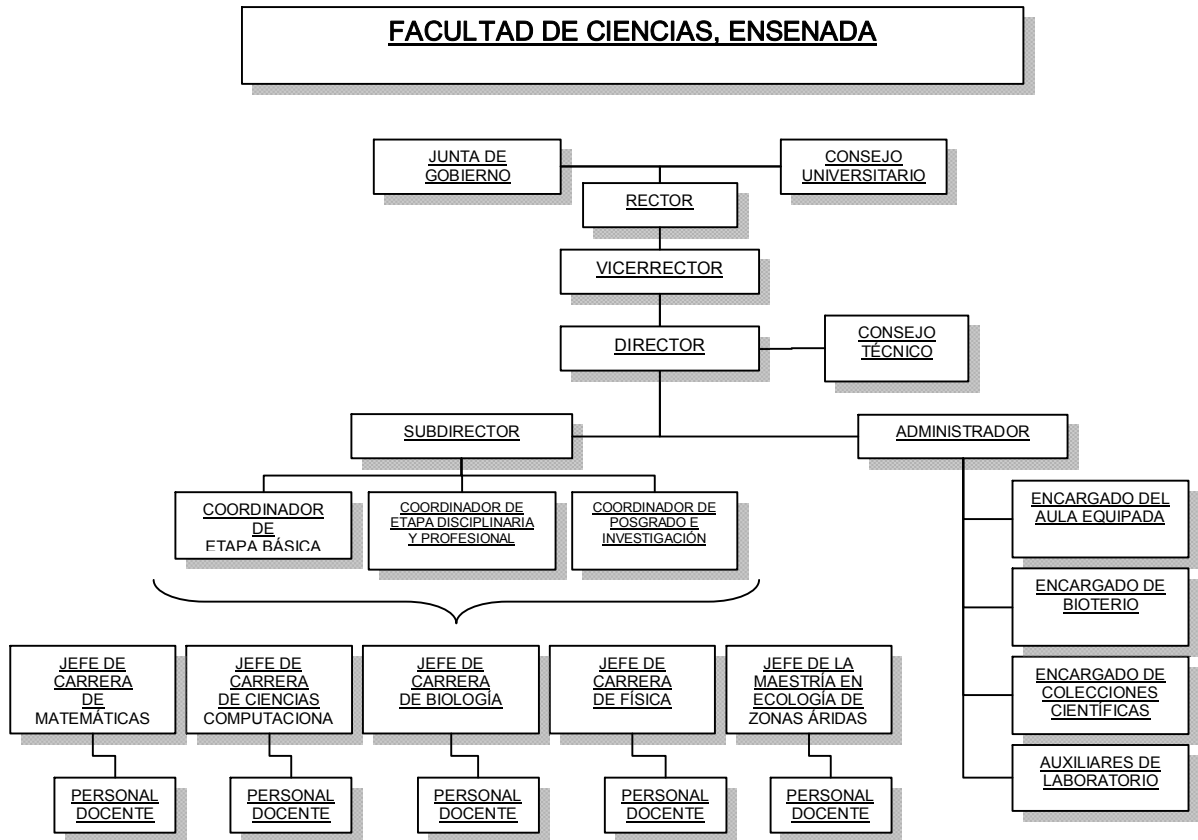 FACULTAD DE CIENCIAS, ENSENADA
JUNTA DE
GOBIERNO
CONSEJO
UNIVERSITARIO
RECTOR
VICERRECTOR
DIRECTOR
CONSEJO
TÉCNICO
SUBDIRECTOR
ADMINISTRADOR
COORDINADOR
DE
ETAPA BÁSICA
COORDINADOR DE
ETAPA DISCIPLINARIA
Y PROFESIONAL
COORDINADOR DE
POSGRADO E
INVESTIGACIÓN
ENCARGADO DEL
AULA EQUIPADA
ENCARGADO DE
BIOTERIO
ENCARGADO DE
COLECCIONES
CIENTÍFICAS
AUXILIARES DE
LABORATORIO
JEFE DE
CARRERA
DE
MATEMÁTICAS
JEFE DE
CARRERA
DE CIENCIAS
COMPUTACIONA
JEFE DE
CARRERA
DE BIOLOGÍA
JEFE DE
CARRERA
DE FÍSICA
JEFE DE LA
MAESTRÍA EN
ECOLOGÍA DE
ZONAS ÁRIDAS
PERSONAL
DOCENTE
PERSONAL
DOCENTE
PERSONAL
DOCENTE
PERSONAL
DOCENTE
PERSONAL
DOCENTE